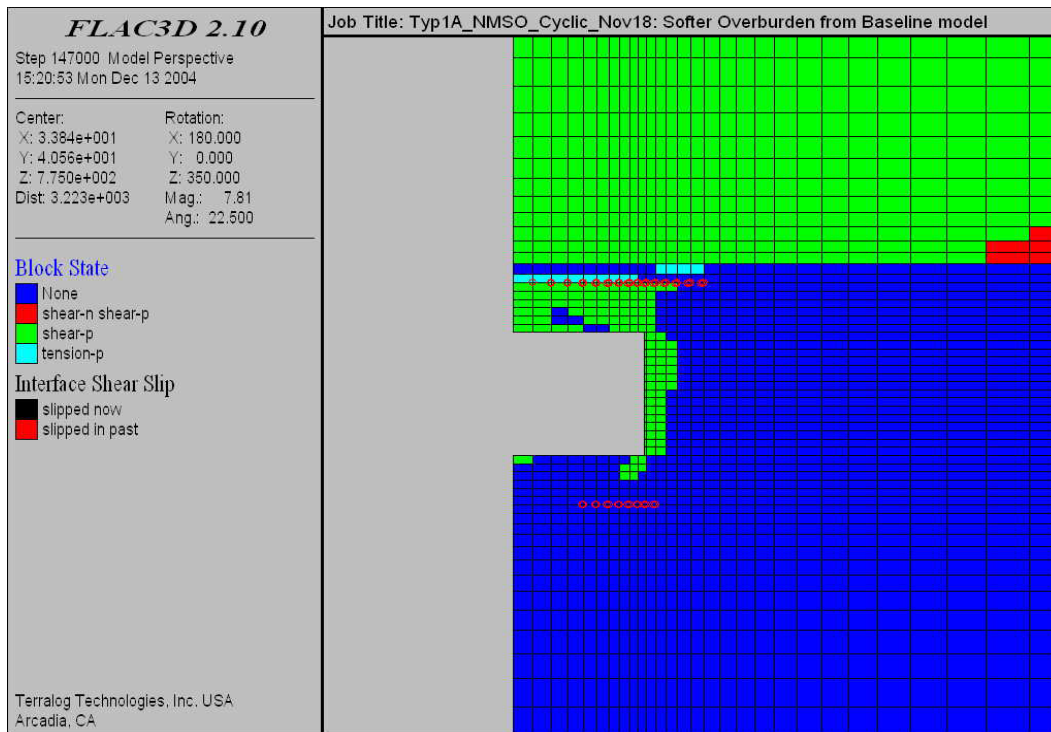 FLAC3D 2.10
Step 147000 Model Perspective
15:20:53 Mon Dec 13 2004
Center:
X: 3.384e+001
Y: 4.056e+001
Z: 7.750e+002
Dist: 3.223e+003
Rotation:
X: 180.000
Y: 0.000
Z: 350.000
Mag.: 7.81
Ang.: 22.500
Block State
None
shear-n shear-p
shear-p
tension-p
Interface Shear Slip
slipped now
slipped in past
Terralog Technologies, Inc. USA
Arcadia, CA
Job Title: Typ1A_NMSO_Cyclic_Nov18: Softer Overburden from Baseline model